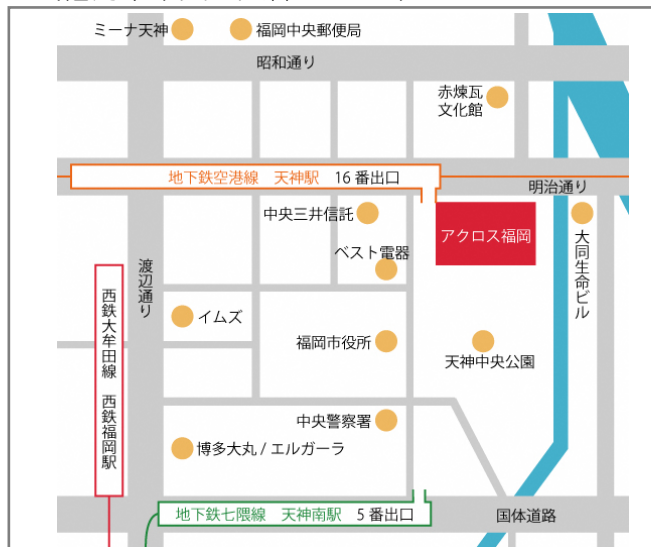 ミーナ天神
福岡中央郵便局
昭和通り
赤煉瓦
文化館
地下鉄空港線　天神駅　16 番出口
明治通り
中央三井信託
アクロス福岡
ベスト電器
大同生命ビル
渡辺通り
西鉄大牟田線　西鉄福岡駅
イムズ
福岡市役所
天神中央公園
中央警察署
博多大丸 / エルガーラ
地下鉄七隈線　天神南駅　5 番出口
国体道路